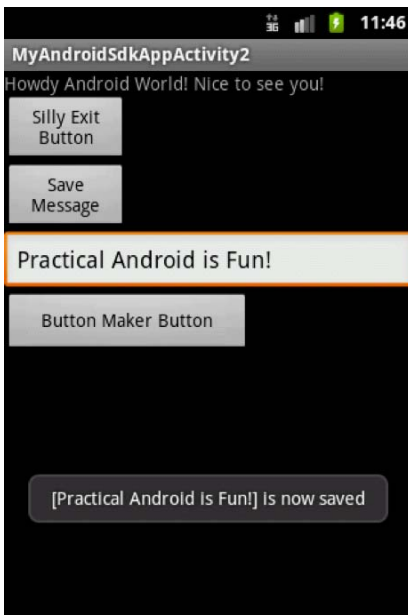 3G 11:46
MyAndroidSdkAppActivity2
Howdy Android World! Nice to see you!
Silly Exit
Button
Save
Message
Practical Android is Fun!
Button Maker Button
[Practical Android is Fun!] is now saved